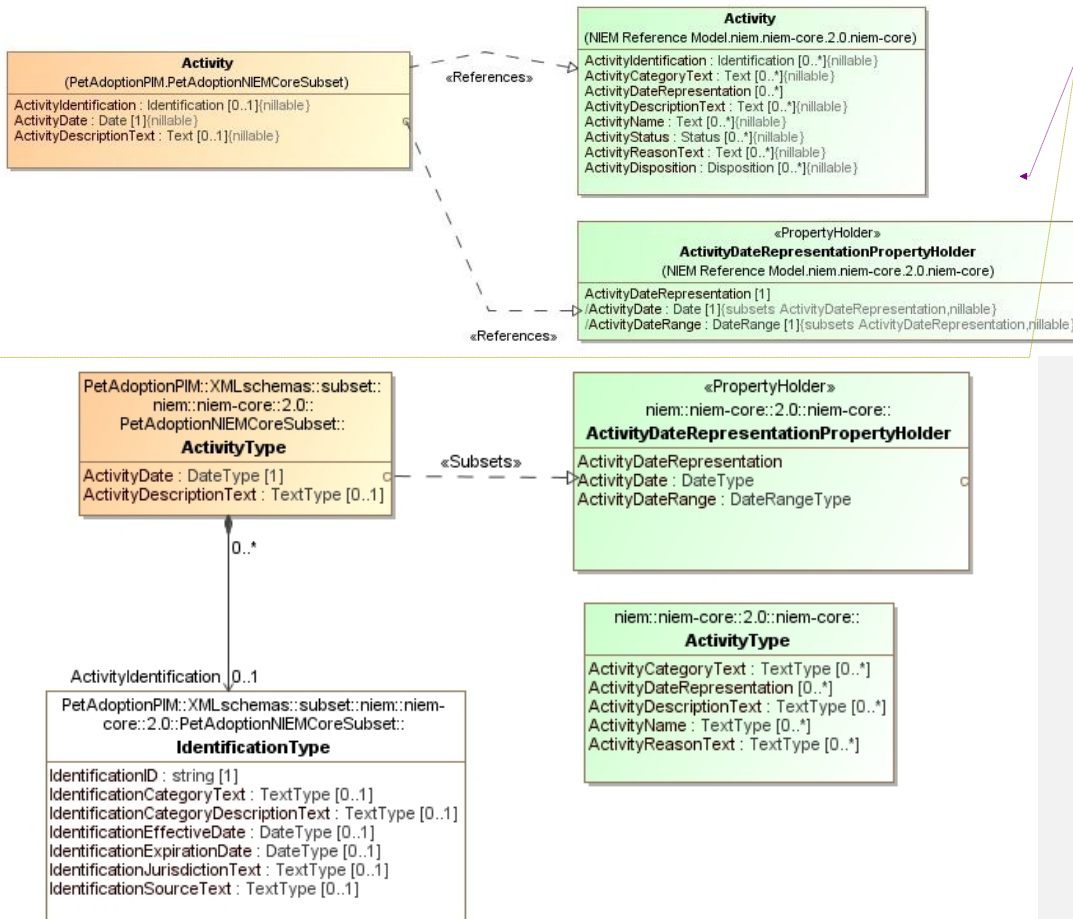 Activity
(PetAdoptionPIM.PetAdoptionNIEMCoreSubset)
ActivityIdentification : Identification [0..1]{nillable}
ActivityDate : Date [1]{nillable}
ActivityDescriptionText : Text [0..1]{nillable}
«References»
Activity
(NIEM Reference Model.niem.niem-core.2.0.niem-core)
ActivityIdentification : Identification [0..*]{nillable}
ActivityCategoryText : Text [0..*]{nillable}
ActivityDateRepresentation [0..*]
ActivityDescriptionText : Text [0..*]{nillable}
ActivityName : Text [0..*]{nillable}
ActivityStatus : Status [0..*]{nillable}
ActivityReasonText : Text [0..*]{nillable}
ActivityDisposition : Disposition [0..*]{nillable}
«References»
«PropertyHolder»
ActivityDateRepresentationPropertyHolder
(NIEM Reference Model.niem.niem-core.2.0.niem-core)
ActivityDateRepresentation [1]
/ActivityDate : Date [1]{subsets ActivityDateRepresentation,nillable}
/ActivityDateRange : DateRange [1]{subsets ActivityDateRepresentation,nillable}
PetAdoptionPIM::XMLschemas::subset::
niem::niem-core::2.0::
PetAdoptionNIEMCoreSubset::
ActivityType
ActivityDate : DateType [1]
ActivityDescriptionText : TextType [0..1]
«Subsets»
«PropertyHolder»
niem::niem-core::2.0::niem-core::
ActivityDateRepresentationPropertyHolder
ActivityDateRepresentation
ActivityDate : DateType
ActivityDateRange : DateRangeType
0..*
ActivityIdentification 0..1
PetAdoptionPIM::XMLschemas::subset::niem::niem-
core::2.0::PetAdoptionNIEMCoreSubset::
IdentificationType
IdentificationID : string [1]
IdentificationCategoryText : TextType [0..1]
IdentificationCategoryDescriptionText : TextType [0..1]
IdentificationEffectiveDate : DateType [0..1]
IdentificationExpirationDate : DateType [0..1]
IdentificationJurisdictionText : TextType [0..1]
IdentificationSourceText : TextType [0..1]
niem::niem-core::2.0::niem-core::
ActivityType
ActivityCategoryText : TextType [0..*]
ActivityDateRepresentation [0..*]
ActivityDescriptionText : TextType [0..*]
ActivityName : TextType [0..*]
ActivityReasonText : TextType [0..*]